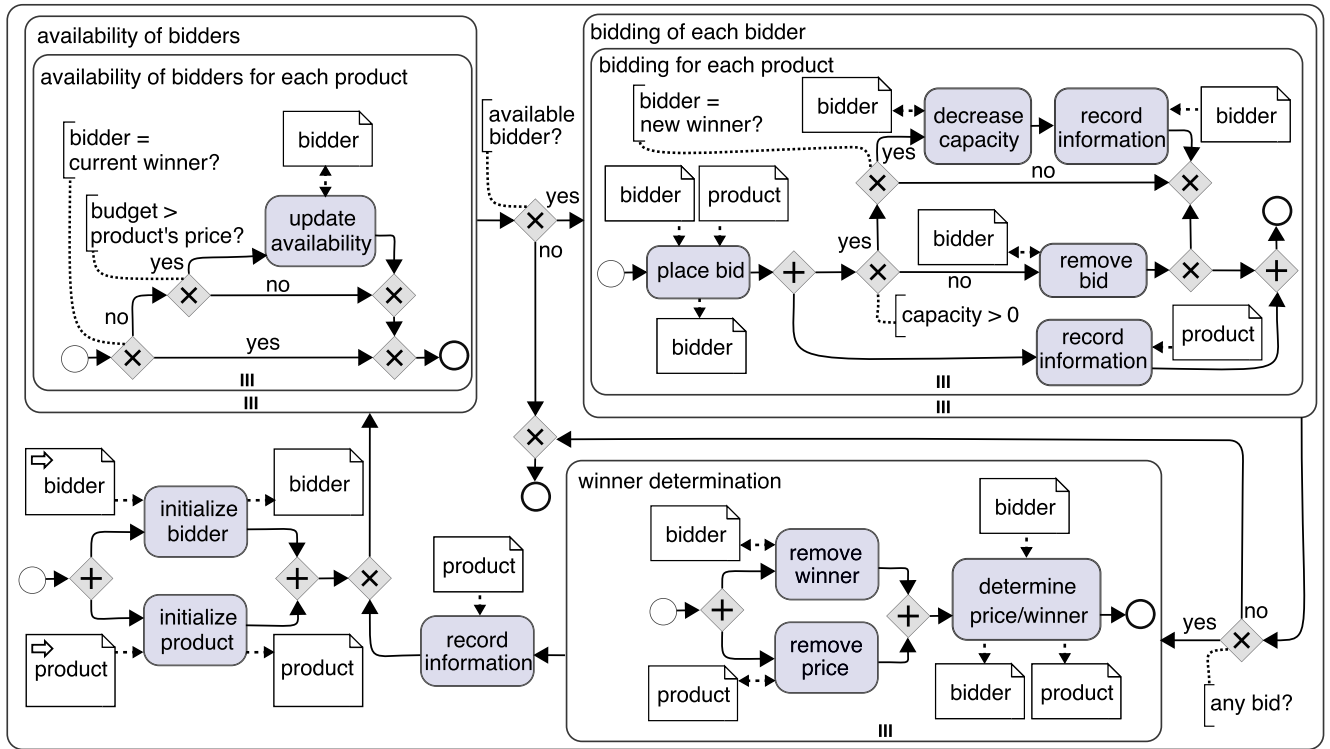 availability of bidders
availability of bidders for each product
bidder =
current winner?
bidder
budget >
product's price?
update
availability
yes
no
no
yes
available
bidder?
yes
no
bidding of each bidder
bidding for each product
bidder =
new winner?
bidder
decrease
capacity
record
information
bidder
yes
no
bidder
product
place bid
bidder
yes
no
bidder
remove
bid
capacity > 0
record
information
product
bidder
initialize
bidder
bidder
product
initialize
product
product
product
record
information
winner determination
bidder
remove
winner
product
remove
price
bidder
determine
price/winner
bidder
product
yes
no
any bid?